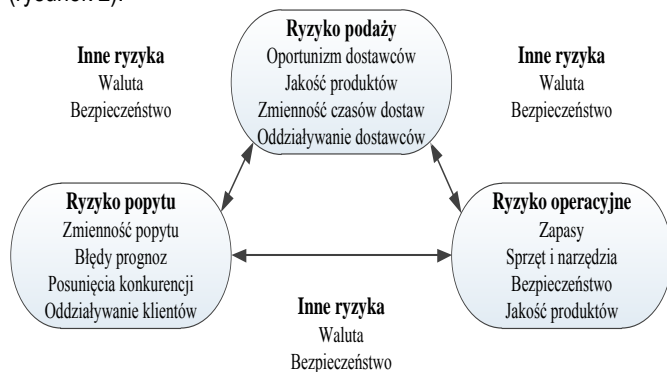 (rysunek 2).
Ryzyko podaży
Oportunizm dostawców
Jakość produktów
Zmienność czasów dostaw
Oddziaływanie dostawców
Inne ryzyka
Waluta
Bezpieczeństwo
Inne ryzyka
Waluta
Bezpieczeństwo
Ryzyko popytu
Zmienność popytu
Błędy prognoz
Posunięcia konkurencji
Oddziaływanie klientów
Ryzyko operacyjne
Zapasy
Sprzęt i narzędzia
Bezpieczeństwo
Jakość produktów
Inne ryzyka
Waluta
Bezpieczeństwo